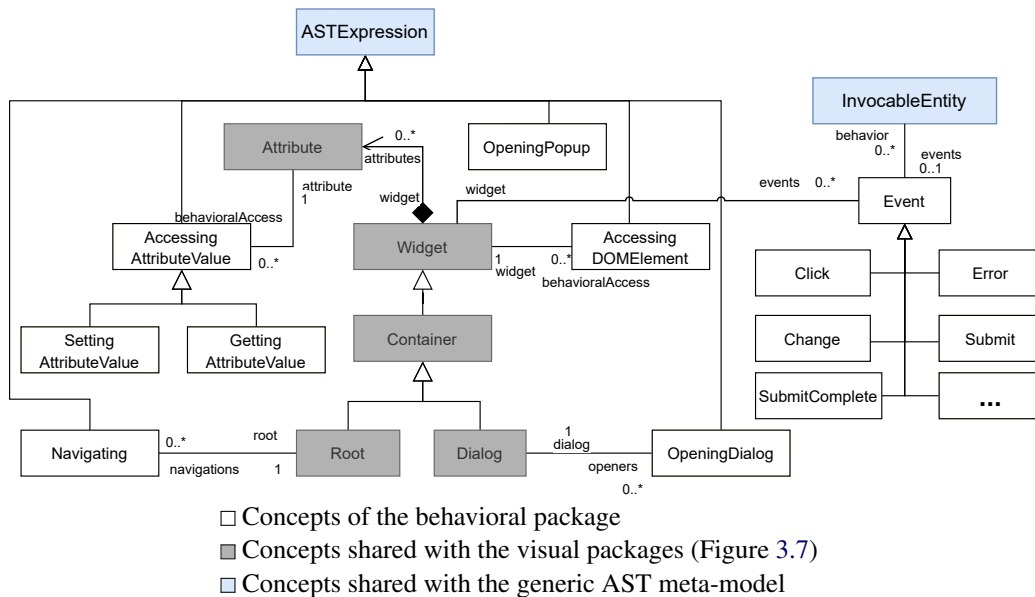 ASTExpression
InvocableEntity
behavior
0..*
events
0..1
Attribute
0..*
attributes
OpeningPopup
attribute
1
widget
widget
events
0..*
Event
behavioralAccess
Accessing
AttributeValue
0..*
Widget
1
widget
0..*
behavioralAccess
Accessing
DOMElement
Click
Error
Setting
AttributeValue
Getting
AttributeValue
Container
Change
Submit
SubmitComplete
...
Navigating
0..*
navigations
root
1
Root
Dialog
1
dialog
openers
0..*
OpeningDialog
Concepts of the behavioral package
Concepts shared with the visual packages (Figure 3.7)
Concepts shared with the generic AST meta-model